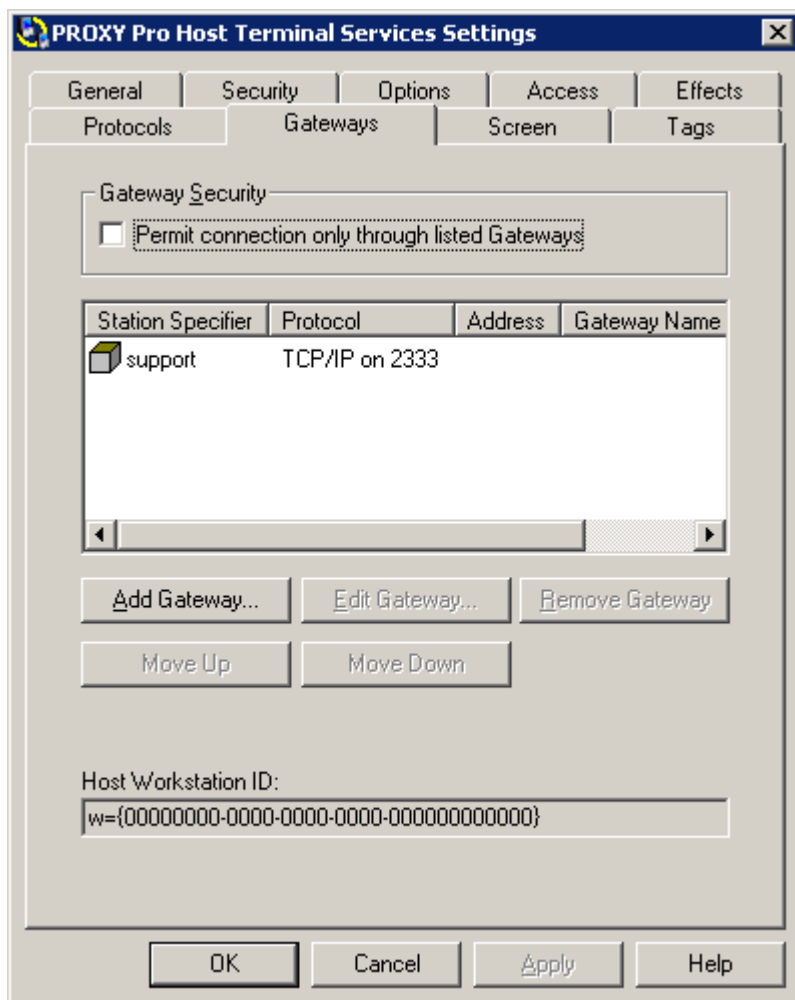 PROXY Pro Host Terminal Services Settings
General Security Options Access Effects
Protocols Gateways Screen Tags
Gateway Security
Permit connection only through listed Gateways
Station Specifier Protocol Address Gateway Name
support TCP/IP on 2333
Add Gateway... Edit Gateway... Remove Gateway
Move Up Move Down
Host Workstation ID:
w={00000000-0000-0000-0000-000000000000}
OK Cancel Apply Help